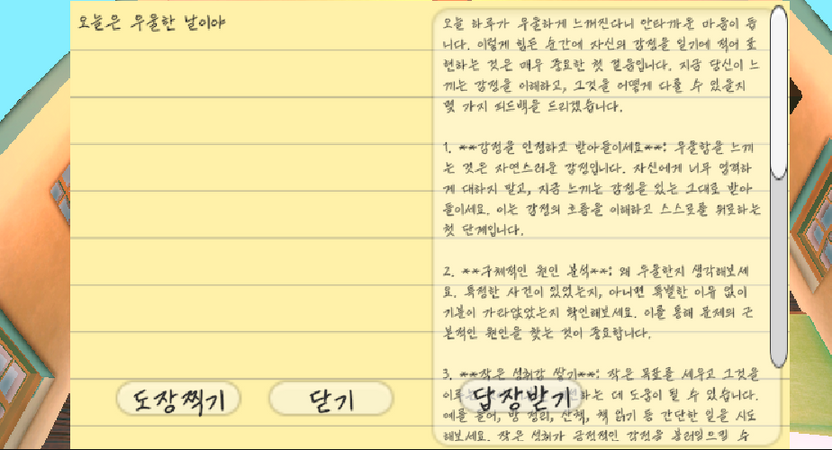 오늘은 우울한 날이야
오늘 하루가 우울하게 느껴진다니 안타까운 마음이 듭
니다. 이렇게 힘든 순간에 자신의 감정을 일기에 적어 표
현하는 것은 매우 중요한 첫 걸음입니다. 지금 당신이 느
끼는 감정을 이해하고, 그것을 어떻게 다룰 수 있을지
몇 가지 피드백을 드리겠습니다.
1. **감정을 인정하고 받아들이세요**: 우울함을 느끼
는 것은 자연스러운 감정입니다. 자신에게 너무 엄격하
게 대하지 말고, 지금 느끼는 감정을 있는 그대로 받아
들이세요. 이는 감정의 흐름을 이해하고 스스로를 위로하는
첫 단계입니다.
2. **구체적인 원인 분석**: 왜 우울한지 생각해보세
요. 특정한 사건이 있었는지, 아니면 특별한 이유 없이
기분이 가라앉았는지 확인해보세요. 이를 통해 문제의 근
본적인 원인을 찾는 것이 중요합니다.
3. **작은 성취감 쌓기**: 작은 목표를 세우고 그것을
하는 데 도움이 될 수 있습니다.
예를 들어, 방 정리, 산책, 책 읽기 등 간단한 일을 시도
해보세요. 작은 성취가 긍정적인 감정을 불러일으킬 수
도장찍기
닫기
답장받기